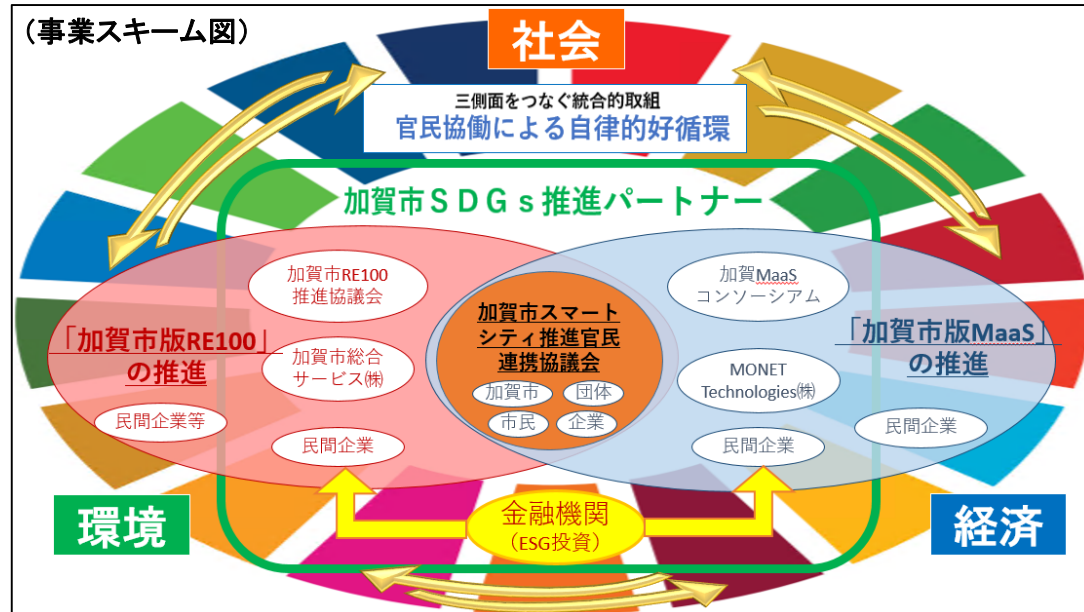 （事業スキーム図）
社会
三側面をつなぐ統合的取組
官民協働による自律的好循環
加賀市ＳＤＧｓ推進パートナー
「加賀市版RE100」
の推進
加賀市RE100
推進協議会
加賀市総合
サービス㈱
民間企業等
民間企業
加賀市スマート
シティ推進官民
連携協議会
加賀市
団体
市民
企業
加賀MaaS
コンソーシアム
MONET
Technologies㈱
民間企業
民間企業
「加賀市版MaaS」
の推進
金融機関
（ESG投資）
環境
経済